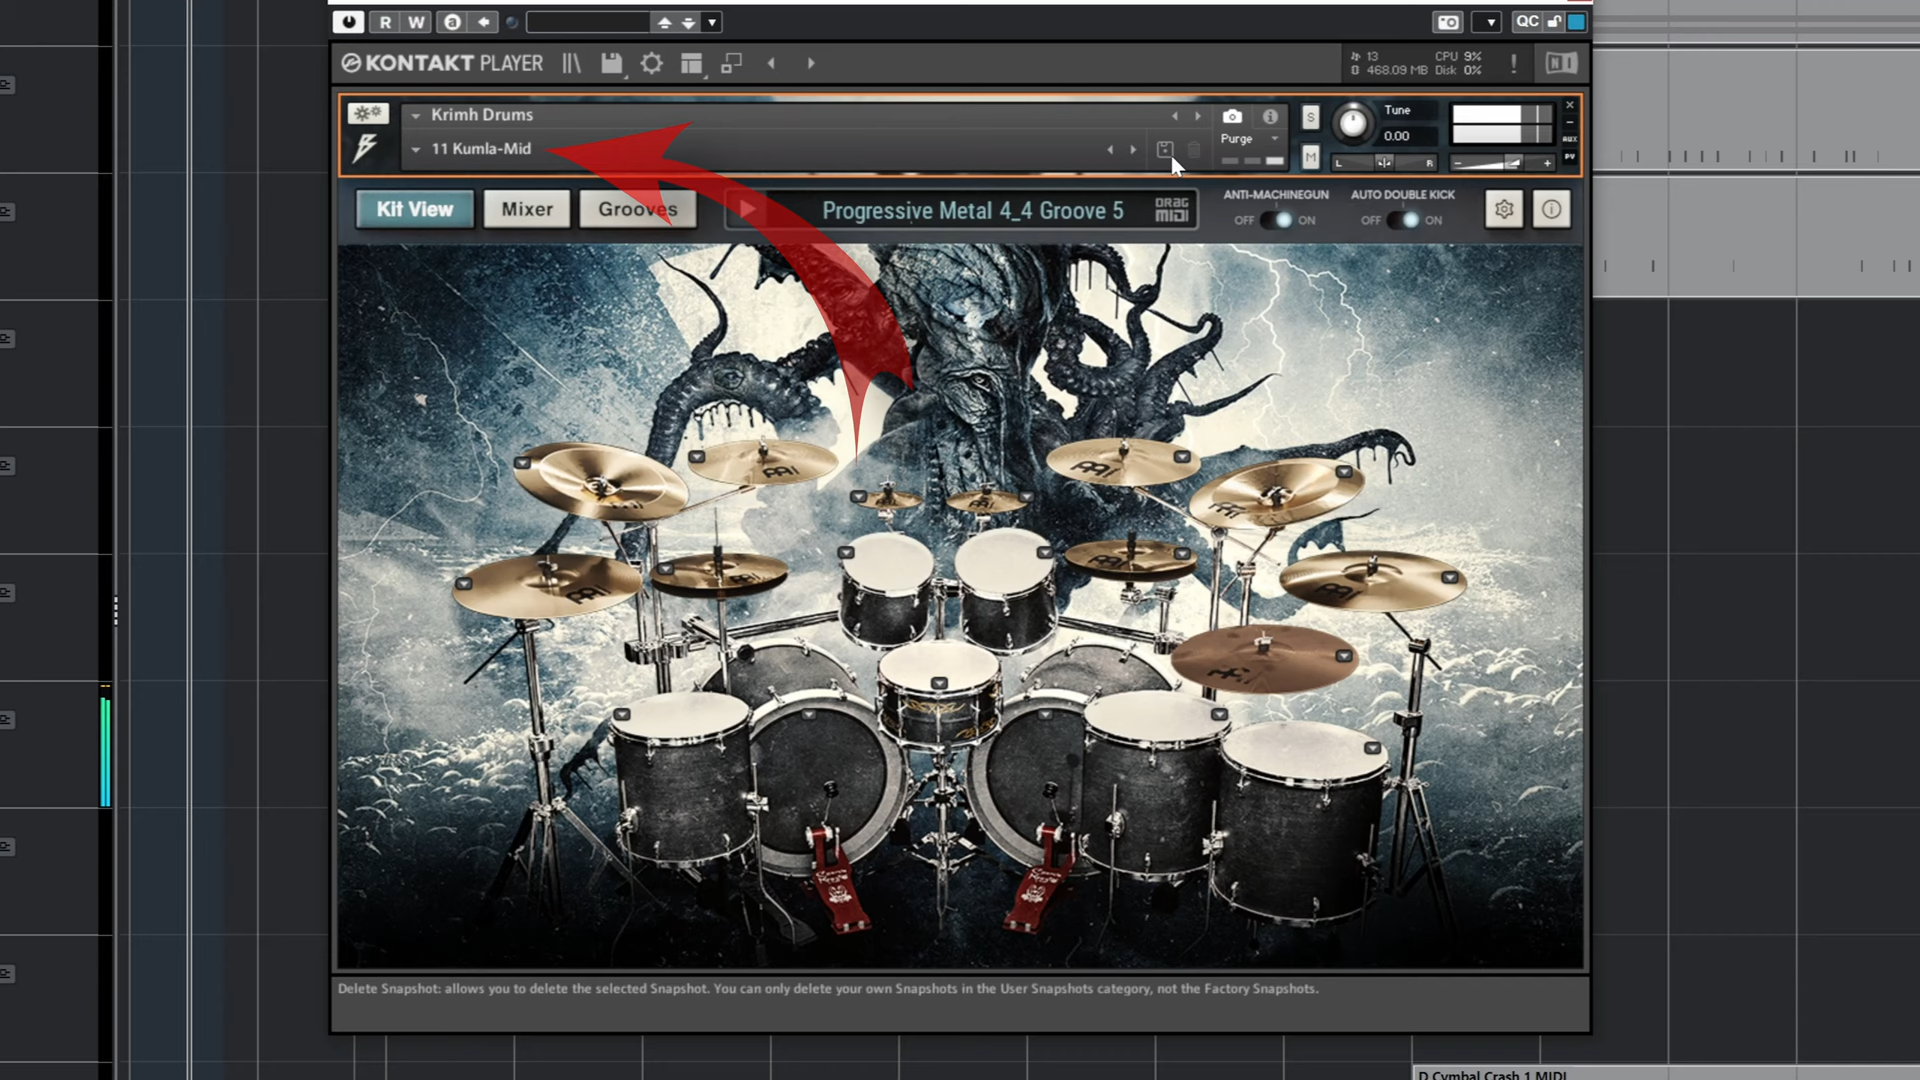 R W a QC
KONTAKT PLAYER
13 CPU 9%
468.09 MB Disk 0%
!
NI
Krimh Drums
11 Kumla-Mid
Purge
S
M
Tune
0.00
L R - +
AUX
PV
Kit View
Mixer
Grooves
Progressive Metal 4_4 Groove 5
DRAG
MIDI
ANTI-MACHINEGUN
OFF ON
AUTO DOUBLE KICK
OFF ON
Delete Snapshot: allows you to delete the selected Snapshot. You can only delete your own Snapshots in the User Snapshots category, not the Factory Snapshots.
D Cymbal Crash 1 MIDI